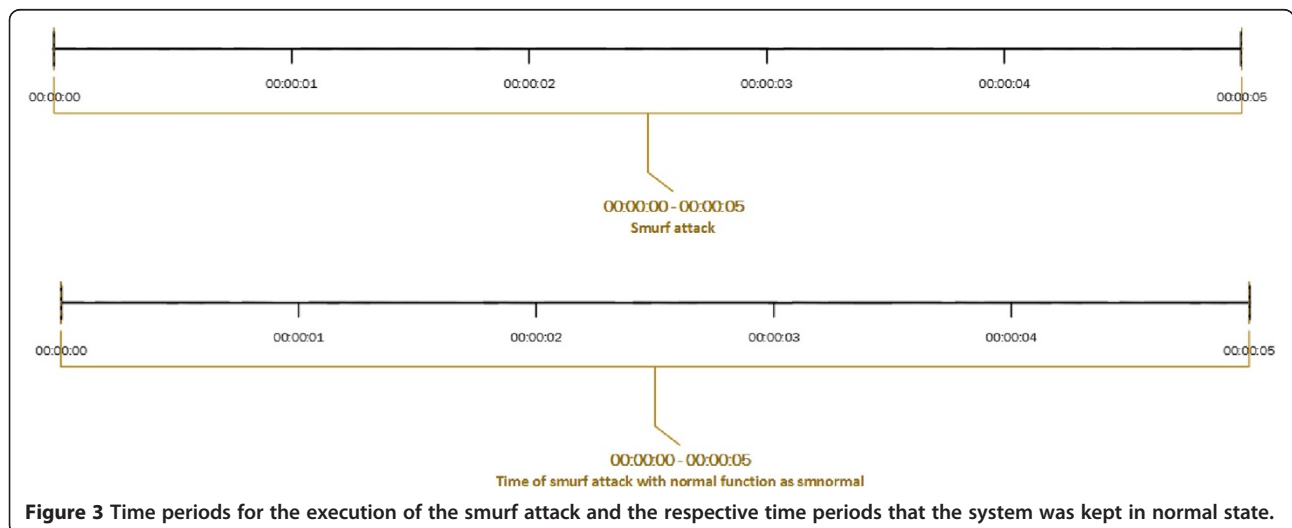 00:00:01 00:00:02 00:00:03 00:00:04
00:00:00 00:00:05
00:00:00 - 00:00:05
Smurf attack
00:00:01 00:00:02 00:00:03 00:00:04
00:00:00 00:00:05
00:00:00 - 00:00:05
Time of smurf attack with normal function as smnormal
Figure 3 Time periods for the execution of the smurf attack and the respective time periods that the system was kept in normal state.